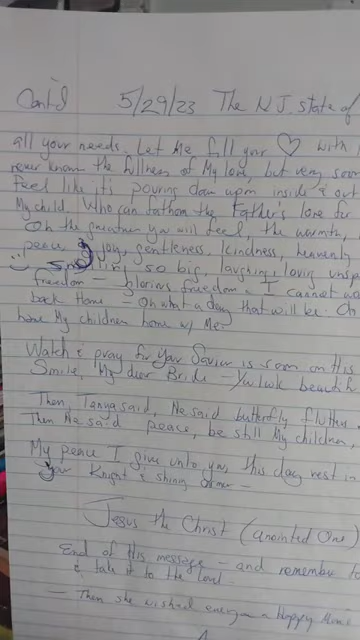 Cont'd 5/29/23 The N.J. state of
all your needs. Let Me fill your ♡ with
never known the fullness of My love, but very soon
feel like it's pouring down upon inside & out
My child. Who can fathom the Father's love for
Oh the greatness you will feel, the warmth,
peace, joy, gentleness, kindness, heavenly
smiling so big, laughing, loving
freedom – glorious freedom – I cannot wa
back Home – Oh what a day that will be. Oh
have My children home w/ Me
Watch & pray for your Savior is soon on His
Smile, My dear Bride – You look beautif
Then Tanya said, He said butterfly flutter
Then He said peace, be still My children,
My peace I give unto you, this day rest in
your Knight & shing armor –
Jesus the Christ (anointed One)
End of this message – and remember to
& take it to the Lord –
– Then she wished everyone a Happy